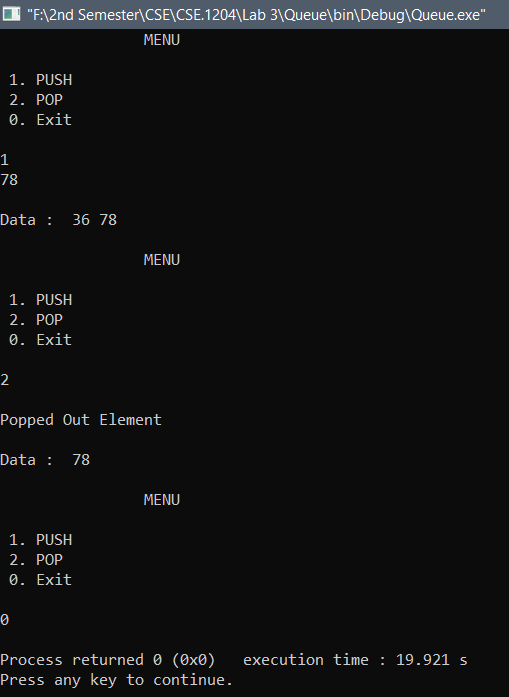 "F:\2nd Semester\CSE\CSE.1204\Lab 3\Queue\bin\Debug\Queue.exe"
MENU
1. PUSH
2. POP
0. Exit
1
78
Data :  36 78
MENU
1. PUSH
2. POP
0. Exit
2
Popped Out Element
Data :  78
MENU
1. PUSH
2. POP
0. Exit
0
Process returned 0 (0x0)   execution time : 19.921 s
Press any key to continue.